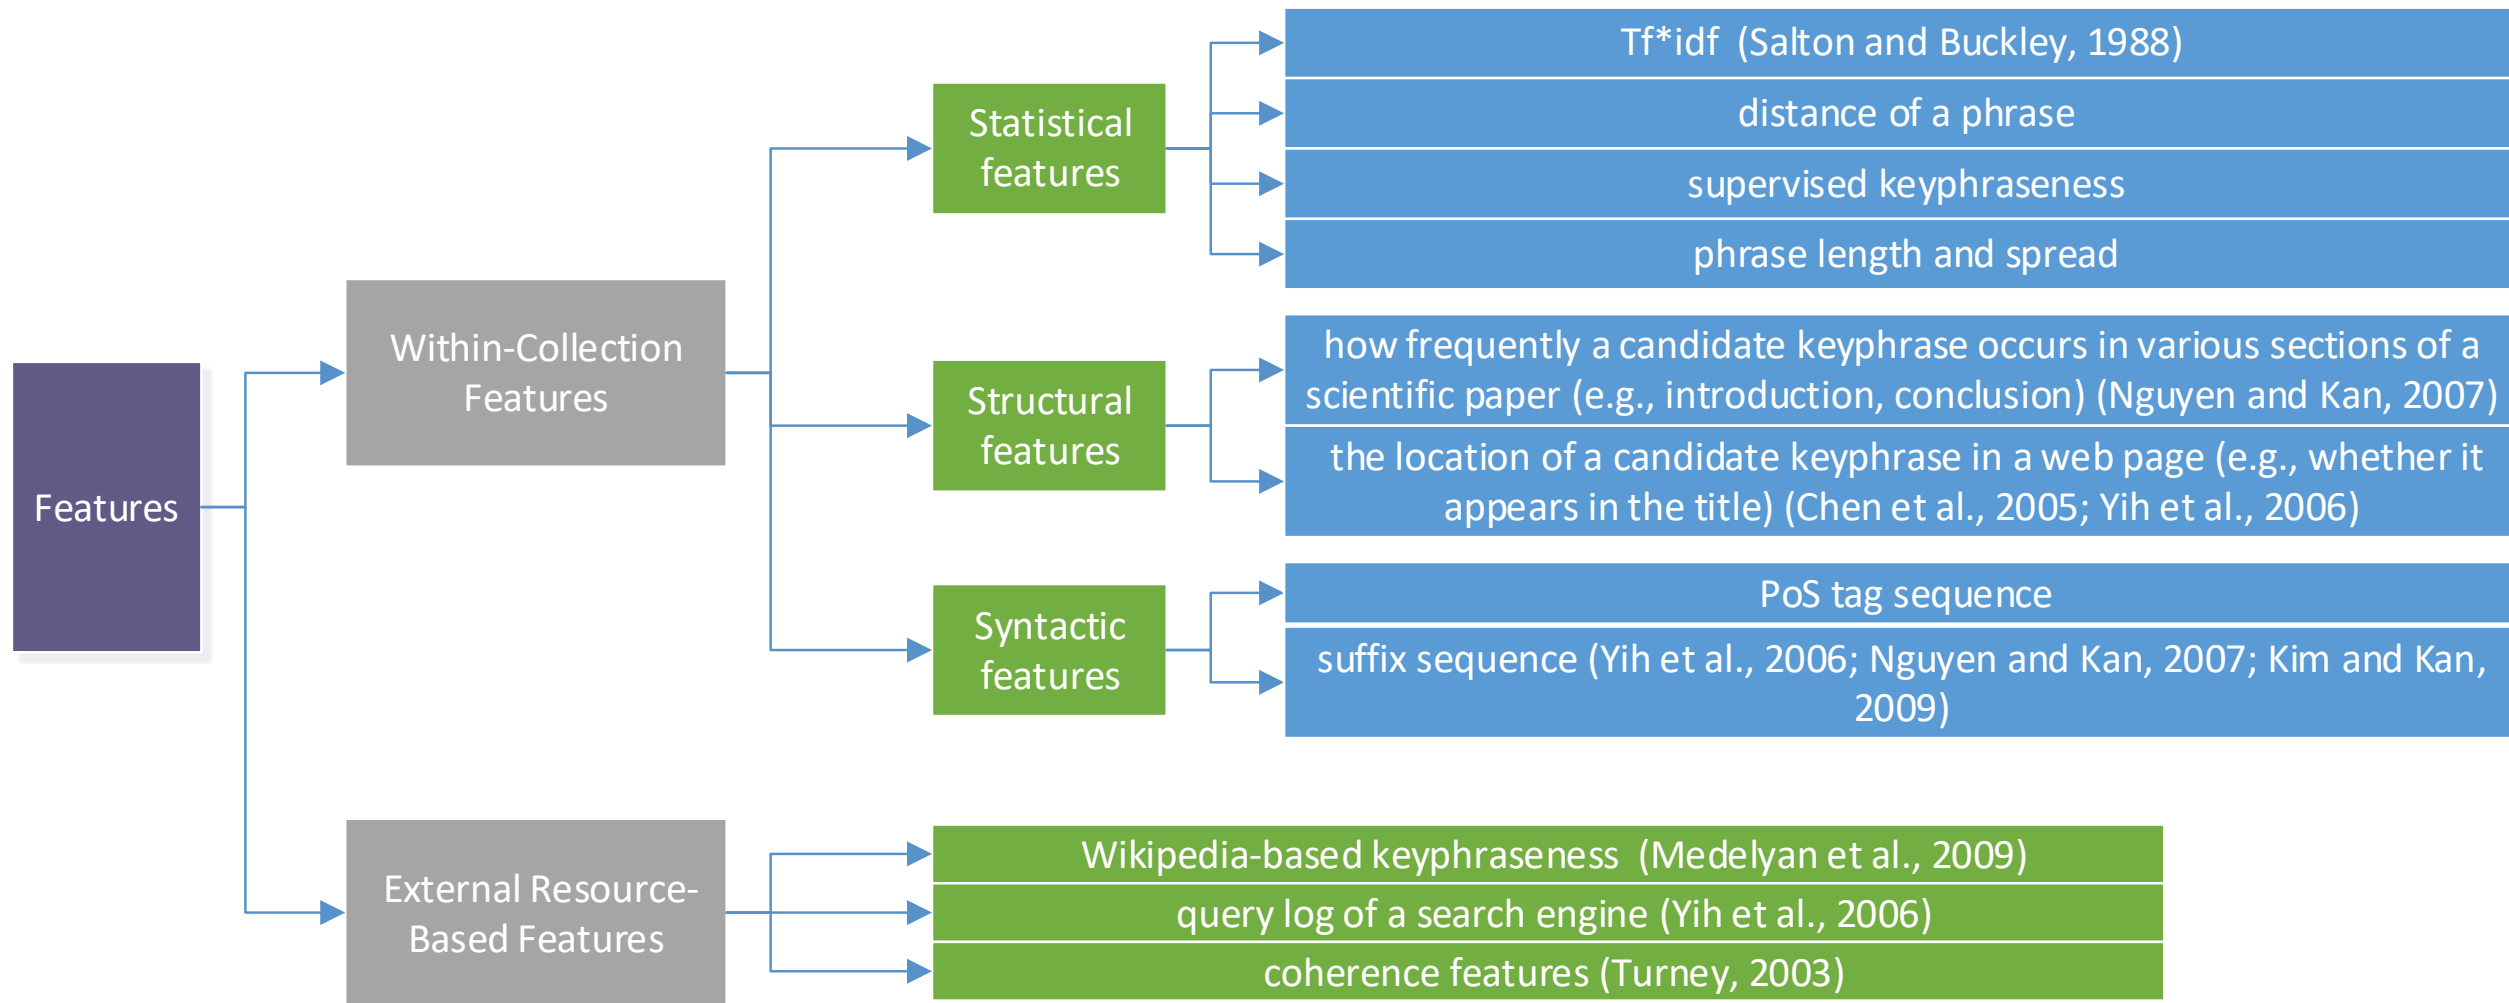 Features
Within-Collection
Features
Statistical
features
Tf*idf (Salton and Buckley, 1988)
distance of a phrase
supervised keyphraseness
phrase length and spread
Structural
features
how frequently a candidate keyphrase occurs in various sections of a
scientific paper (e.g., introduction, conclusion) (Nguyen and Kan, 2007)
the location of a candidate keyphrase in a web page (e.g., whether it
appears in the title) (Chen et al., 2005; Yih et al., 2006)
Syntactic
features
PoS tag sequence
suffix sequence (Yih et al., 2006; Nguyen and Kan, 2007; Kim and Kan,
2009)
External Resource-
Based Features
Wikipedia-based keyphraseness (Medelyan et al., 2009)
query log of a search engine (Yih et al., 2006)
coherence features (Turney, 2003)